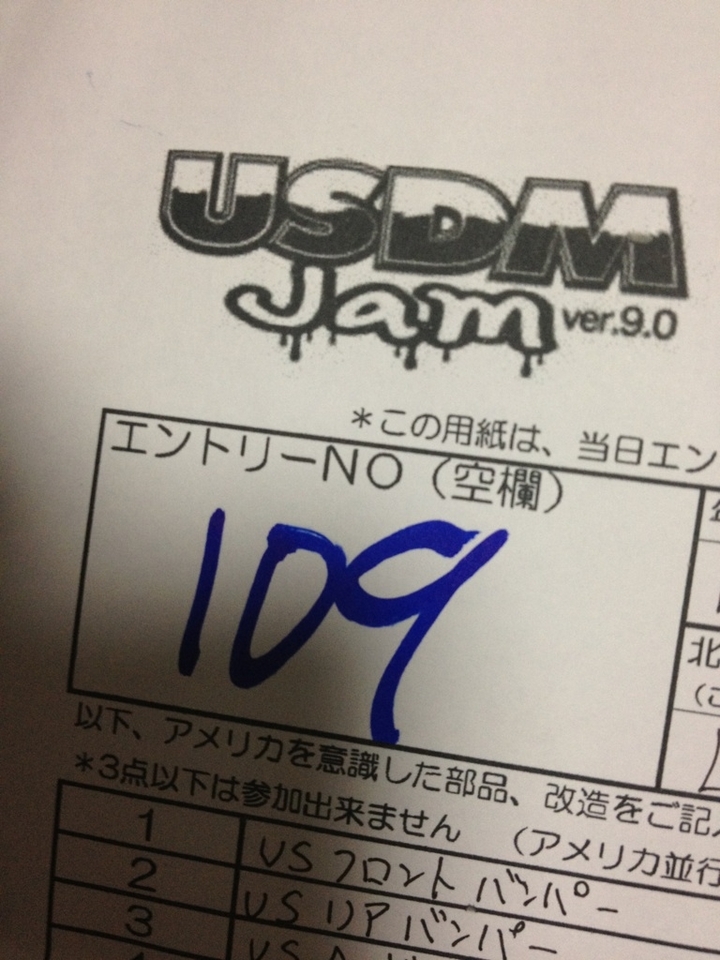 USDM
Jam ver.9.0
*この用紙は、当日エン
エントリーNO（空欄）
109
北
以下、アメリカを意識した部品、改造をご記入
*3点以下は参加出来ません （アメリカ並行
1 US フロント バンパー
2 US リア バンパー
3 US